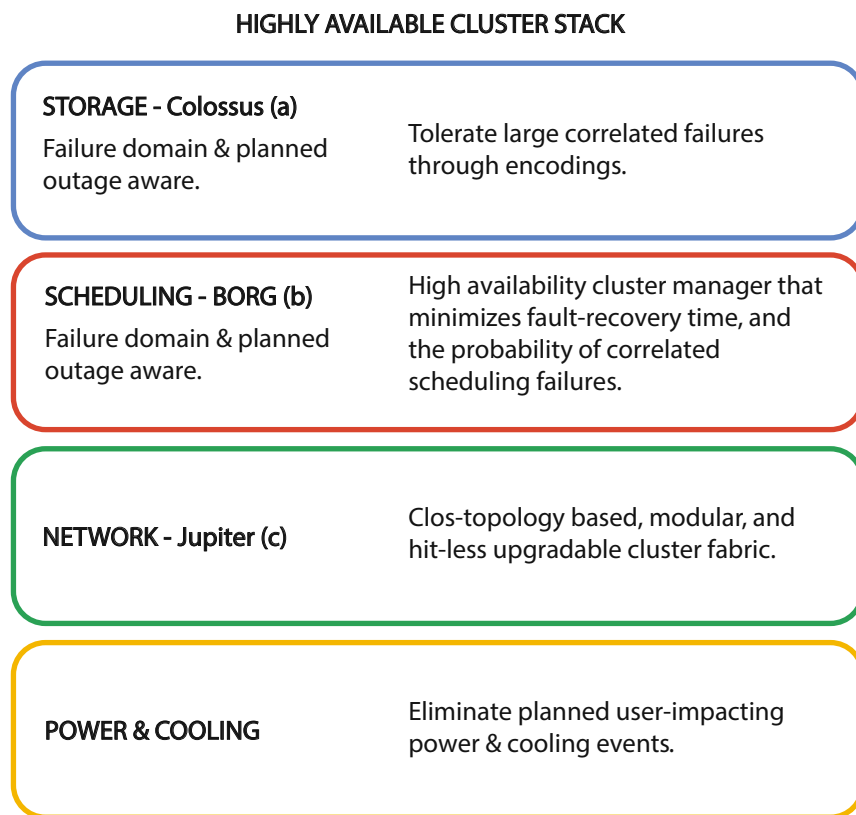 HIGHLY AVAILABLE CLUSTER STACK
STORAGE - Colossus (a)
Failure domain & planned
outage aware.
Tolerate large correlated failures
through encodings.
SCHEDULING - BORG (b)
Failure domain & planned
outage aware.
High availability cluster manager that
minimizes fault-recovery time, and
the probability of correlated
scheduling failures.
NETWORK - Jupiter (c)
Clos-topology based, modular, and
hit-less upgradable cluster fabric.
POWER & COOLING
Eliminate planned user-impacting
power & cooling events.